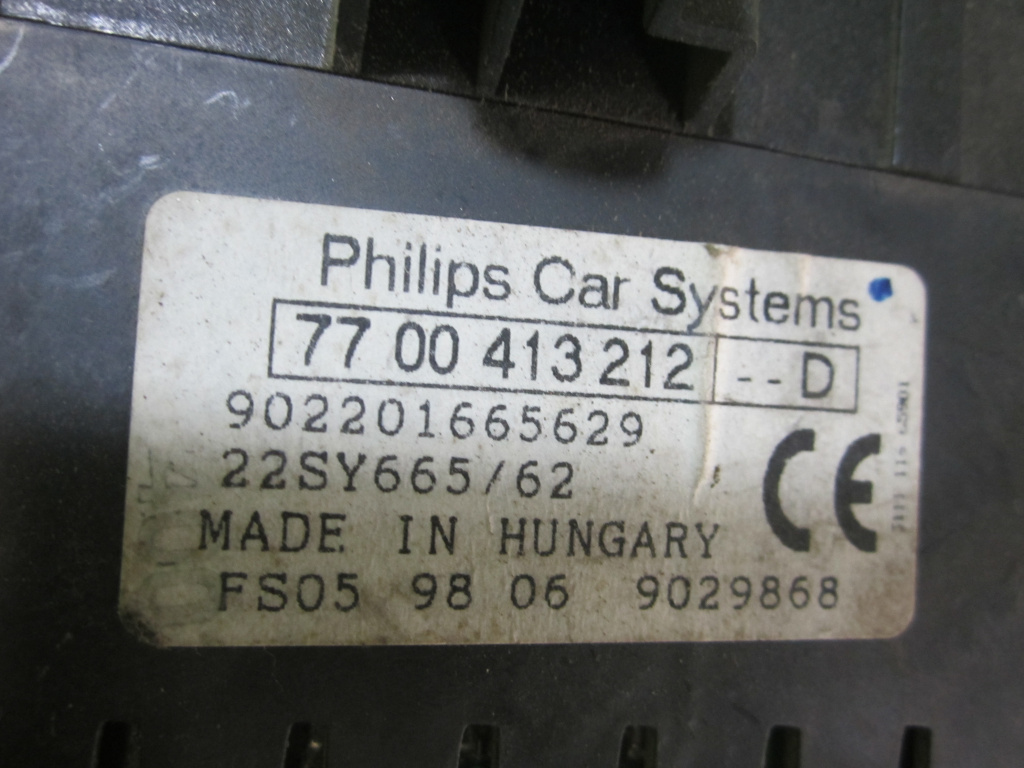 Philips Car Systems
77 00 413 212 -- D
902201665629
22SY665/62
CE
MADE IN HUNGARY
FS05 98 06 9029868